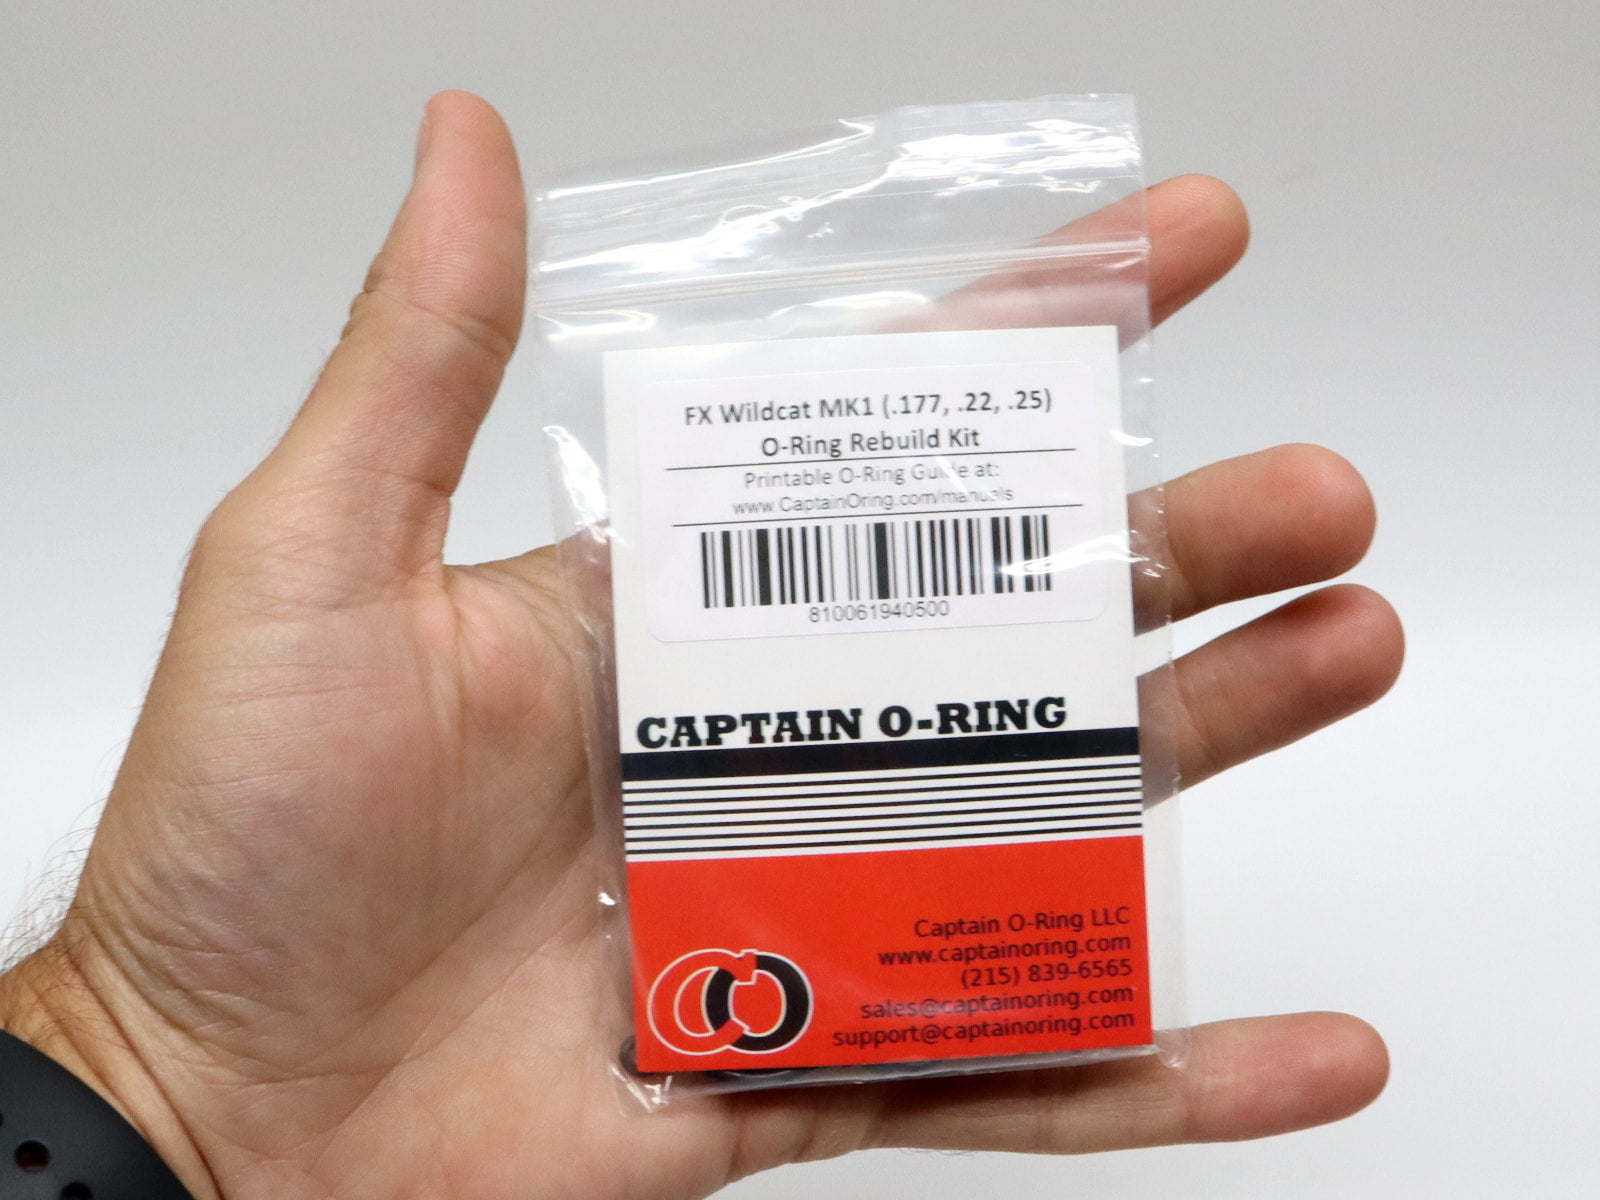 FX Wildcat MK1 (.177, .22, .25)
O-Ring Rebuild Kit
Printable O-Ring Guide at:
www.CaptainOring.com/manuals
810061940500
CAPTAIN O-RING
Captain O-Ring LLC
www.captainoring.com
(215) 839-6565
sales@captainoring.com
support@captainoring.com